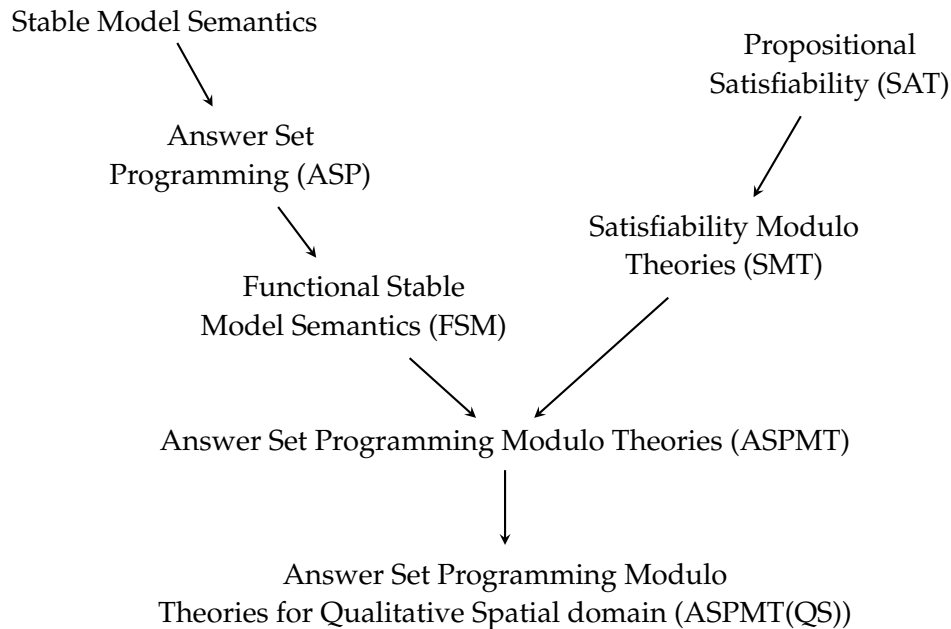 Stable Model Semantics
Propositional
Satisfiability (SAT)
Answer Set
Programming (ASP)
Satisfiability Modulo
Theories (SMT)
Functional Stable
Model Semantics (FSM)
Answer Set Programming Modulo Theories (ASPMT)
Answer Set Programming Modulo
Theories for Qualitative Spatial domain (ASPMT(QS))